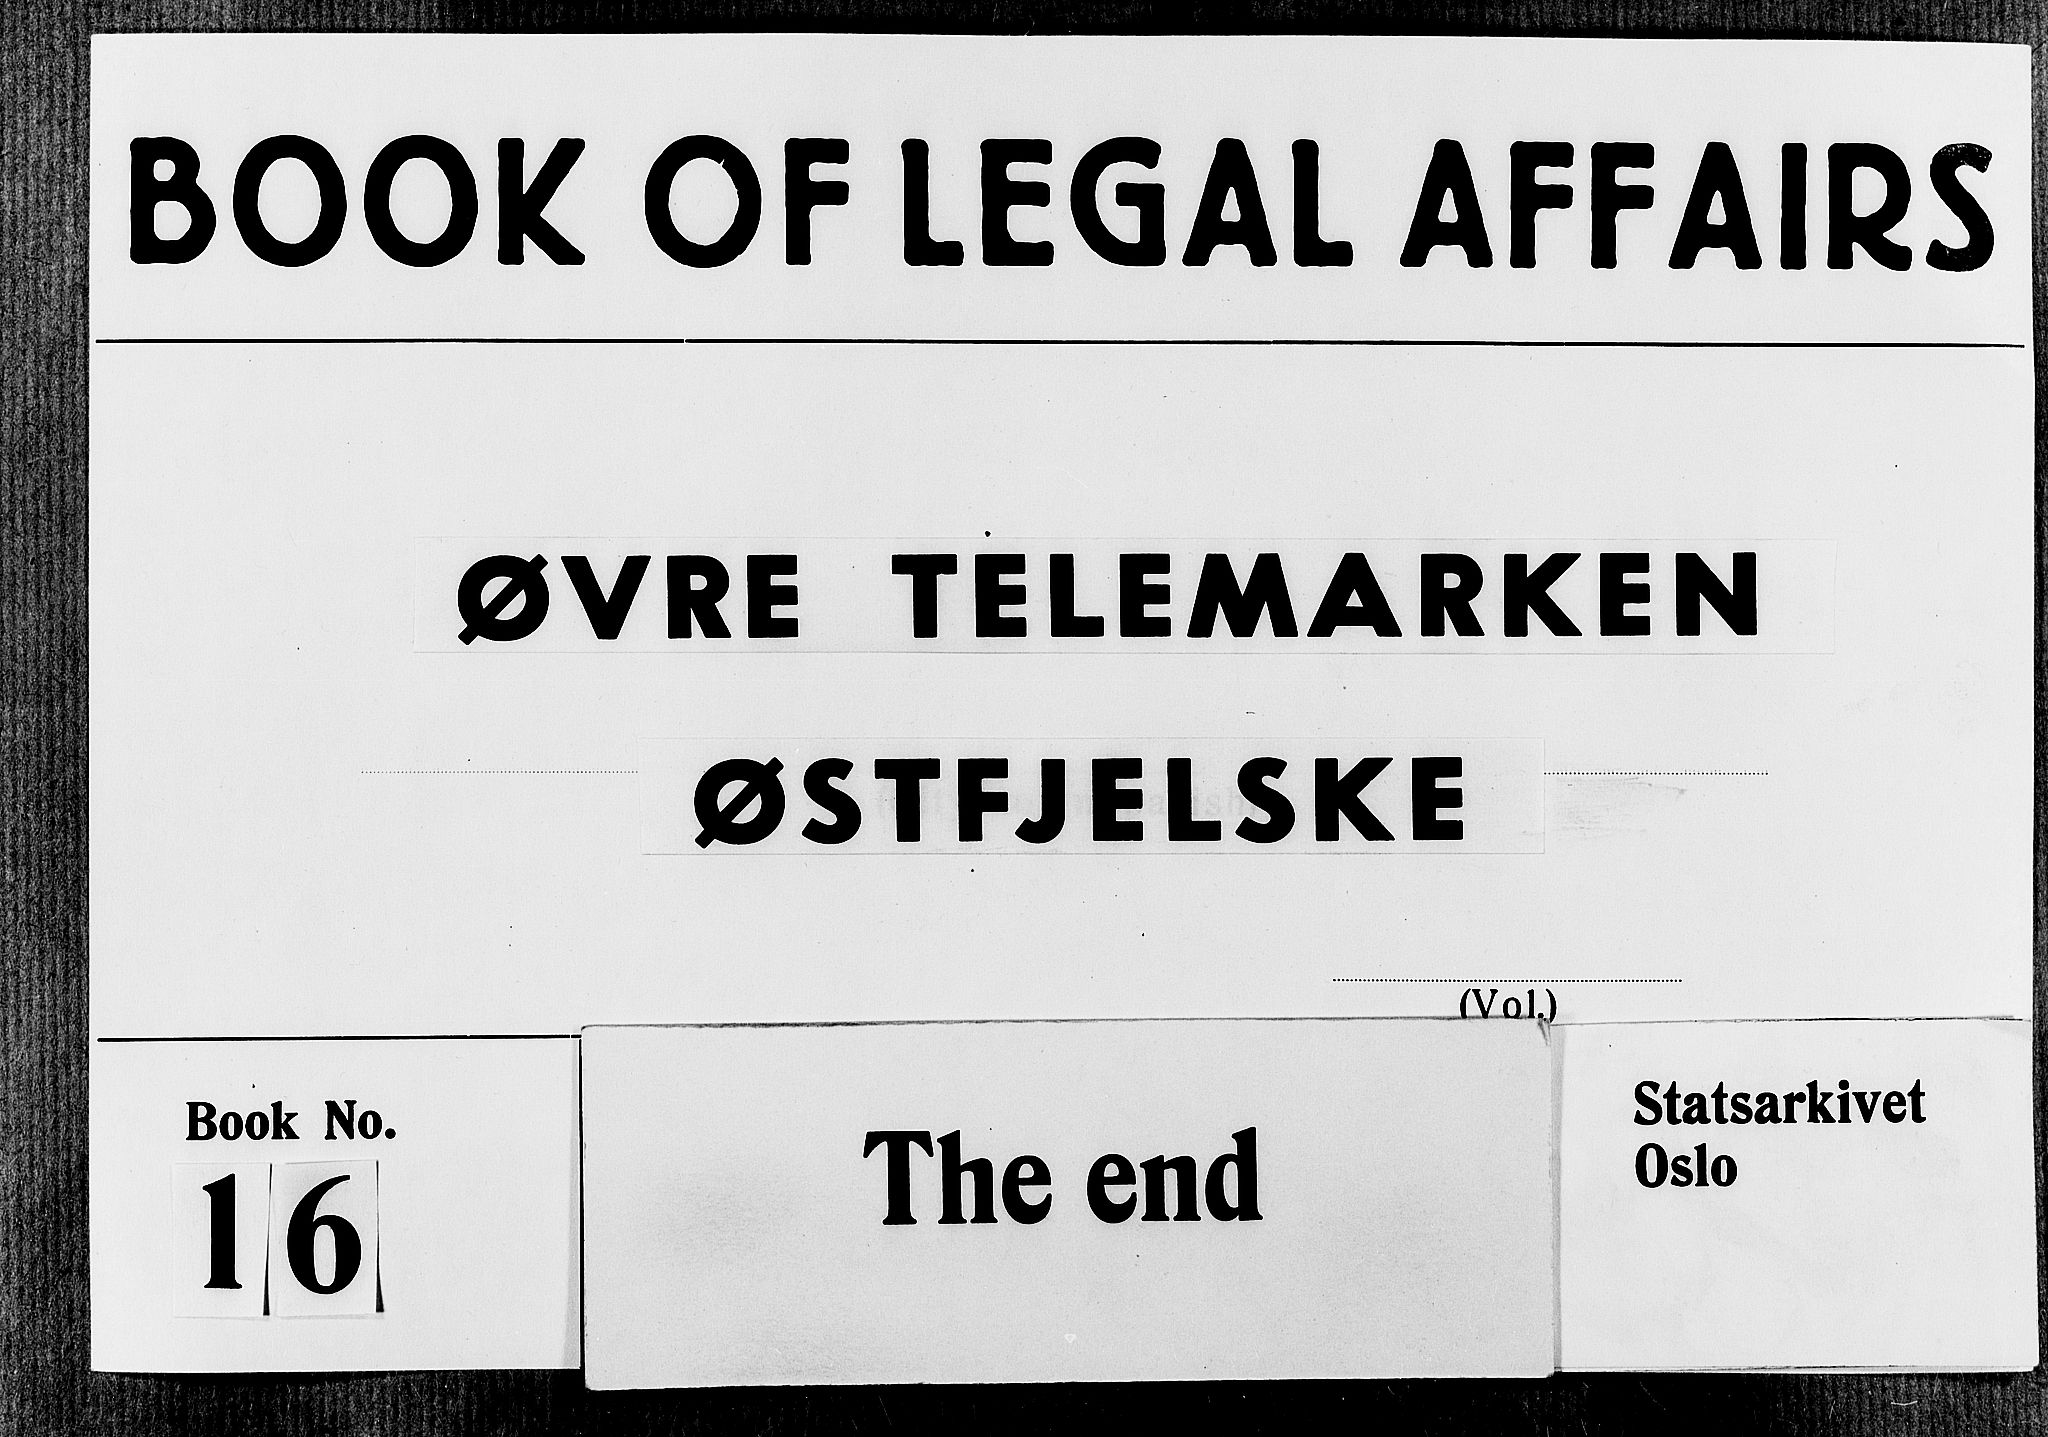 BOOK OF LEGAL AFFAIRS
ØVRE TELEMARKEN
ØSTFJELSKE
(Vol.)
Book No.
16
The end
Statsarkivet
Oslo